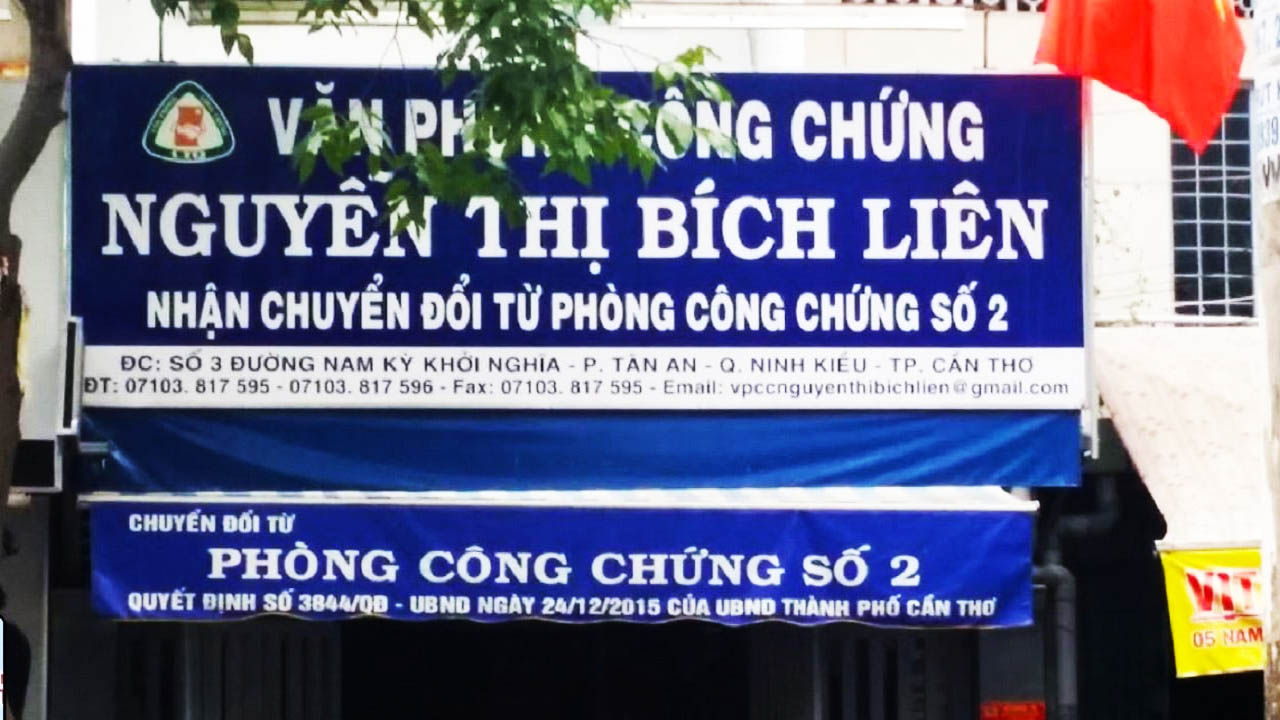 VĂN PHÒNG CÔNG CHỨNG
NGUYỄN THỊ BÍCH LIÊN
NHẬN CHUYỂN ĐỔI TỪ PHÒNG CÔNG CHỨNG SỐ 2
ĐC: SỐ 3 ĐƯỜNG NAM KỲ KHỞI NGHĨA - P. TÂN AN - Q. NINH KIỀU - TP. CẦN THƠ
ĐT: 07103. 817 595 - 07103. 817 596 - Fax: 07103. 817 595 - Email: vpccnguyenthibichlien@gmail.com
CHUYỂN ĐỔI TỪ
PHÒNG CÔNG CHỨNG SỐ 2
QUYẾT ĐỊNH SỐ 3844/QĐ - UBND NGÀY 24/12/2015 CỦA UBND THÀNH PHỐ CẦN THƠ
05 NAM